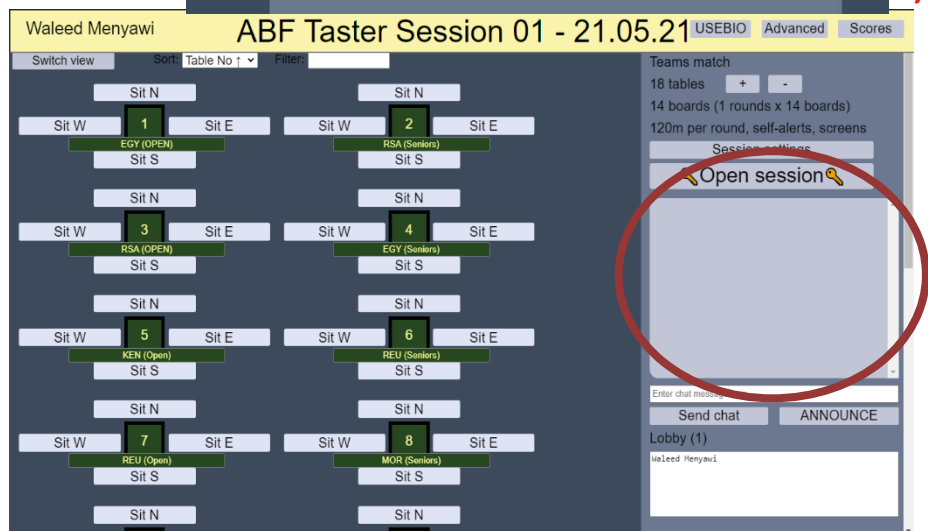 Waleed Menyawi
ABF Taster Session 01 - 21.05.21
USEBIO Advanced Scores
Switch view
Sort: Table No ↑
Filter:
Sit N
Sit W 1 Sit E
EGY (OPEN)
Sit S
Sit N
Sit W 2 Sit E
RSA (Seniors)
Sit S
Sit N
Sit W 3 Sit E
RSA (OPEN)
Sit S
Sit N
Sit W 4 Sit E
EGY (Seniors)
Sit S
Sit N
Sit W 5 Sit E
KEN (Open)
Sit S
Sit N
Sit W 6 Sit E
REU (Seniors)
Sit S
Sit N
Sit W 7 Sit E
REU (Open)
Sit S
Sit N
Sit W 8 Sit E
MOR (Seniors)
Sit S
Sit N
Sit N
Teams match
18 tables + -
14 boards (1 rounds x 14 boards)
120m per round, self-alerts, screens
Session settings
Open session
Enter chat message
Send chat ANNOUNCE
Lobby (1)
Waleed Menyawi